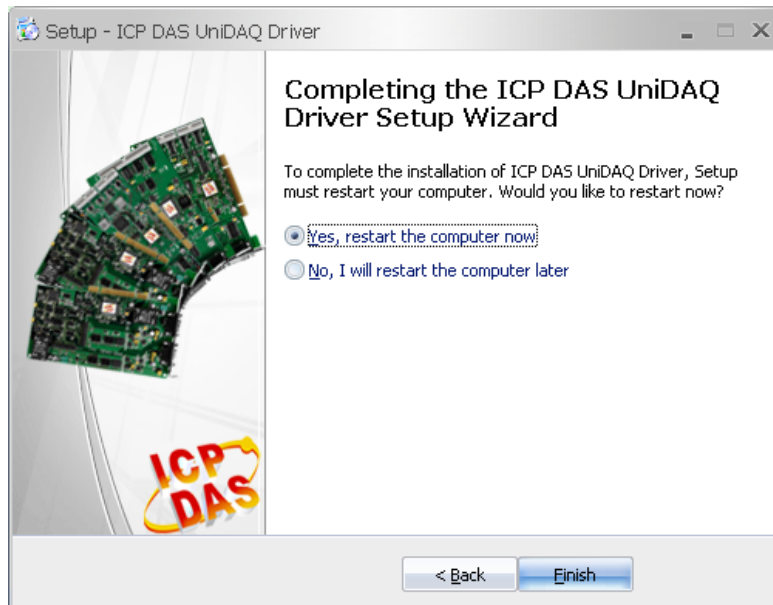 Setup - ICP DAS UniDAQ Driver
Completing the ICP DAS UniDAQ
Driver Setup Wizard
To complete the installation of ICP DAS UniDAQ Driver, Setup
must restart your computer. Would you like to restart now?
Yes, restart the computer now
No, I will restart the computer later
ICP
DAS
< Back
Finish